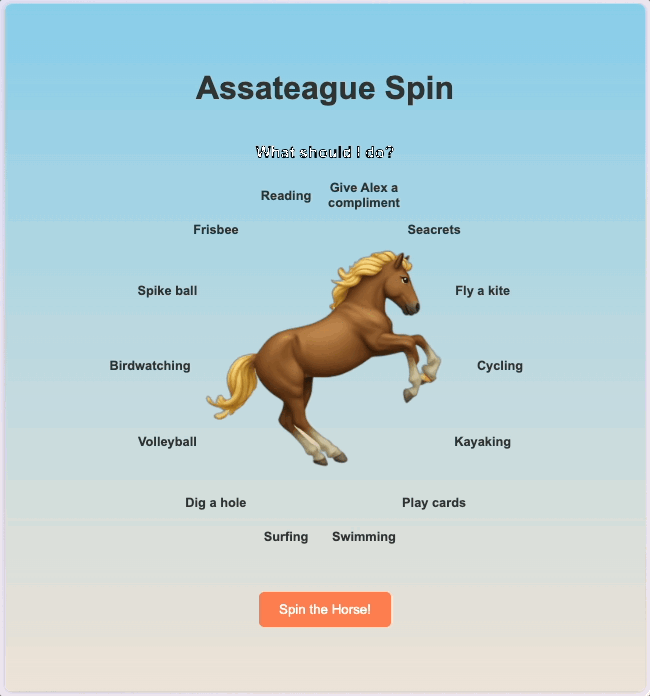 Assateague Spin
What should I do?
Reading
Give Alex a
compliment
Frisbee
Seacrets
Spike ball
Fly a kite
Birdwatching
Cycling
Volleyball
Kayaking
Dig a hole
Play cards
Surfing
Swimming
Spin the Horse!